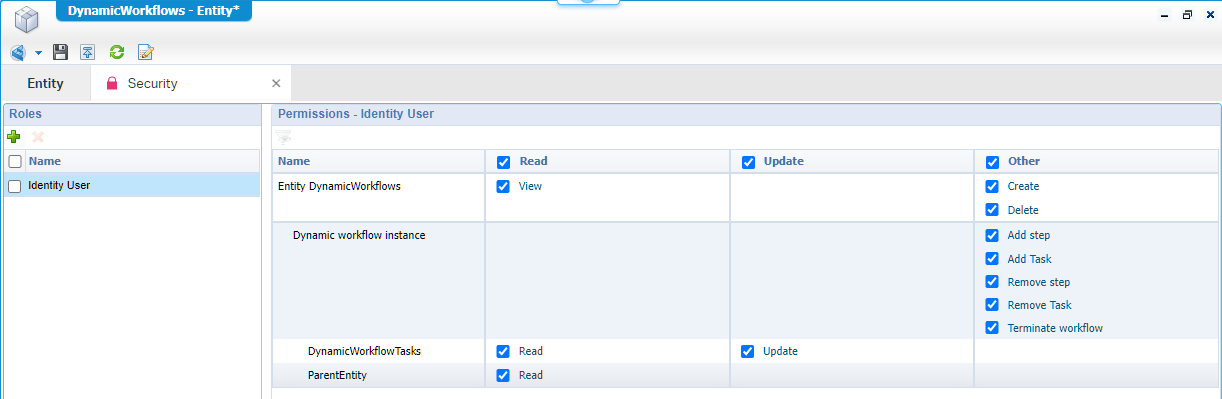 DynamicWorkflows - Entity*
Entity Security
Roles
Name
Identity User
Permissions - Identity User
Name Read Update Other
Entity DynamicWorkflows View Create
Delete
Dynamic workflow instance Add step
Add Task
Remove step
Remove Task
Terminate workflow
DynamicWorkflowTasks Read Update
ParentEntity Read